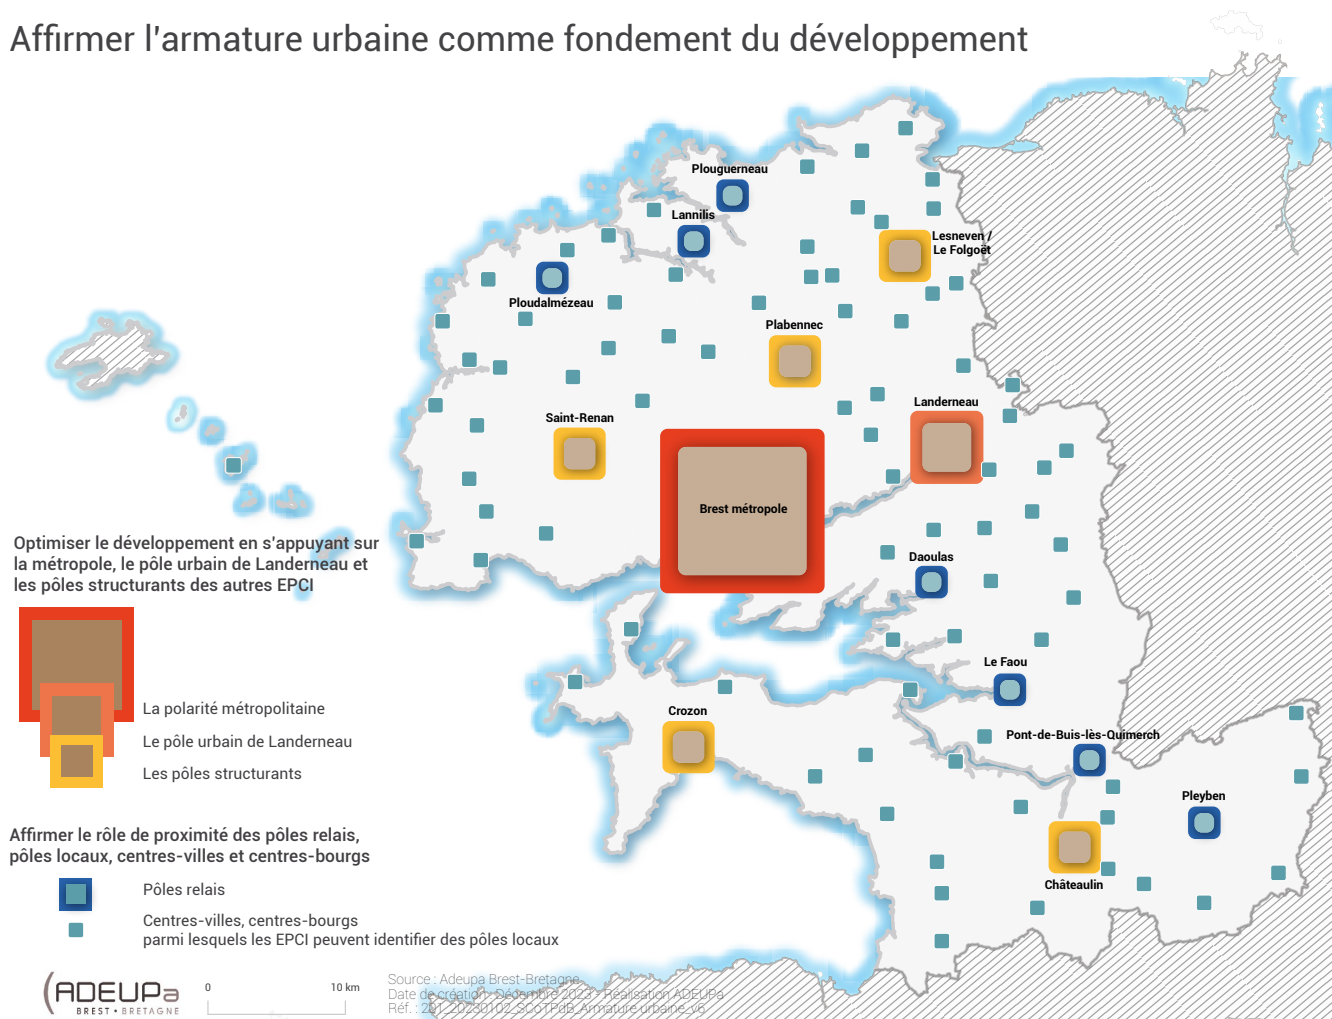 Affirmer l'armature urbaine comme fondement du développement
Plouguerneau
Lannilis
Lesneven /
Le Folgoët
Ploudalmézeau
Plabennec
Landerneau
Saint-Renan
Brest métropole
Daoulas
Le Faou
Crozon
Pont-de-Buis-lès-Quimerch
Pleyben
Châteaulin
Optimiser le développement en s'appuyant sur
la métropole, le pôle urbain de Landerneau et
les pôles structurants des autres EPCI
La polarité métropolitaine
Le pôle urbain de Landerneau
Les pôles structurants
Affirmer le rôle de proximité des pôles relais,
pôles locaux, centres-villes et centres-bourgs
Pôles relais
Centres-villes, centres-bourgs
parmi lesquels les EPCI peuvent identifier des pôles locaux
ADEUPa
BREST • BRETAGNE
0 10 km
Source : Adeupa Brest-Bretagne
Date de création : Décembre 2023 - Réalisation ADEUPa
Réf. : 201_20230102_SCoTPdB_Armature urbaine_v6